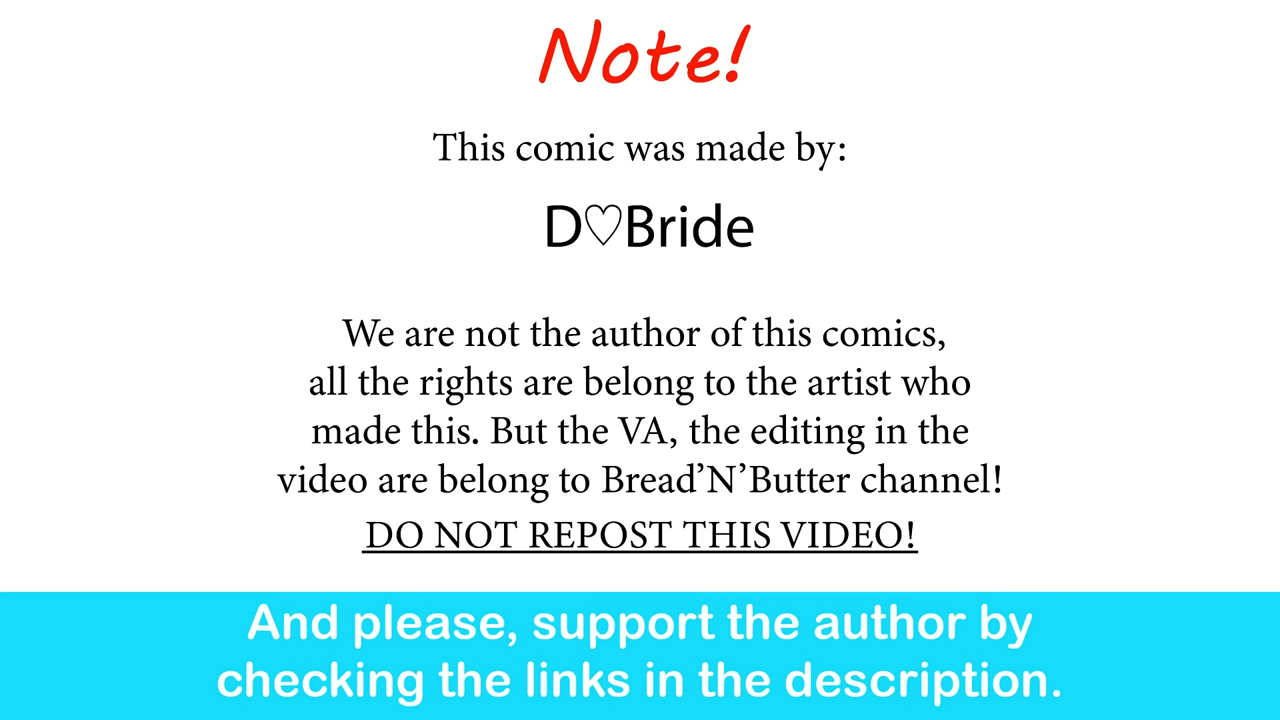 Note!
This comic was made by:
D♡Bride
We are not the author of this comics,
all the rights are belong to the artist who
made this. But the VA, the editing in the
video are belong to Bread’N’Butter channel!
DO NOT REPOST THIS VIDEO!
And please, support the author by
checking the links in the description.